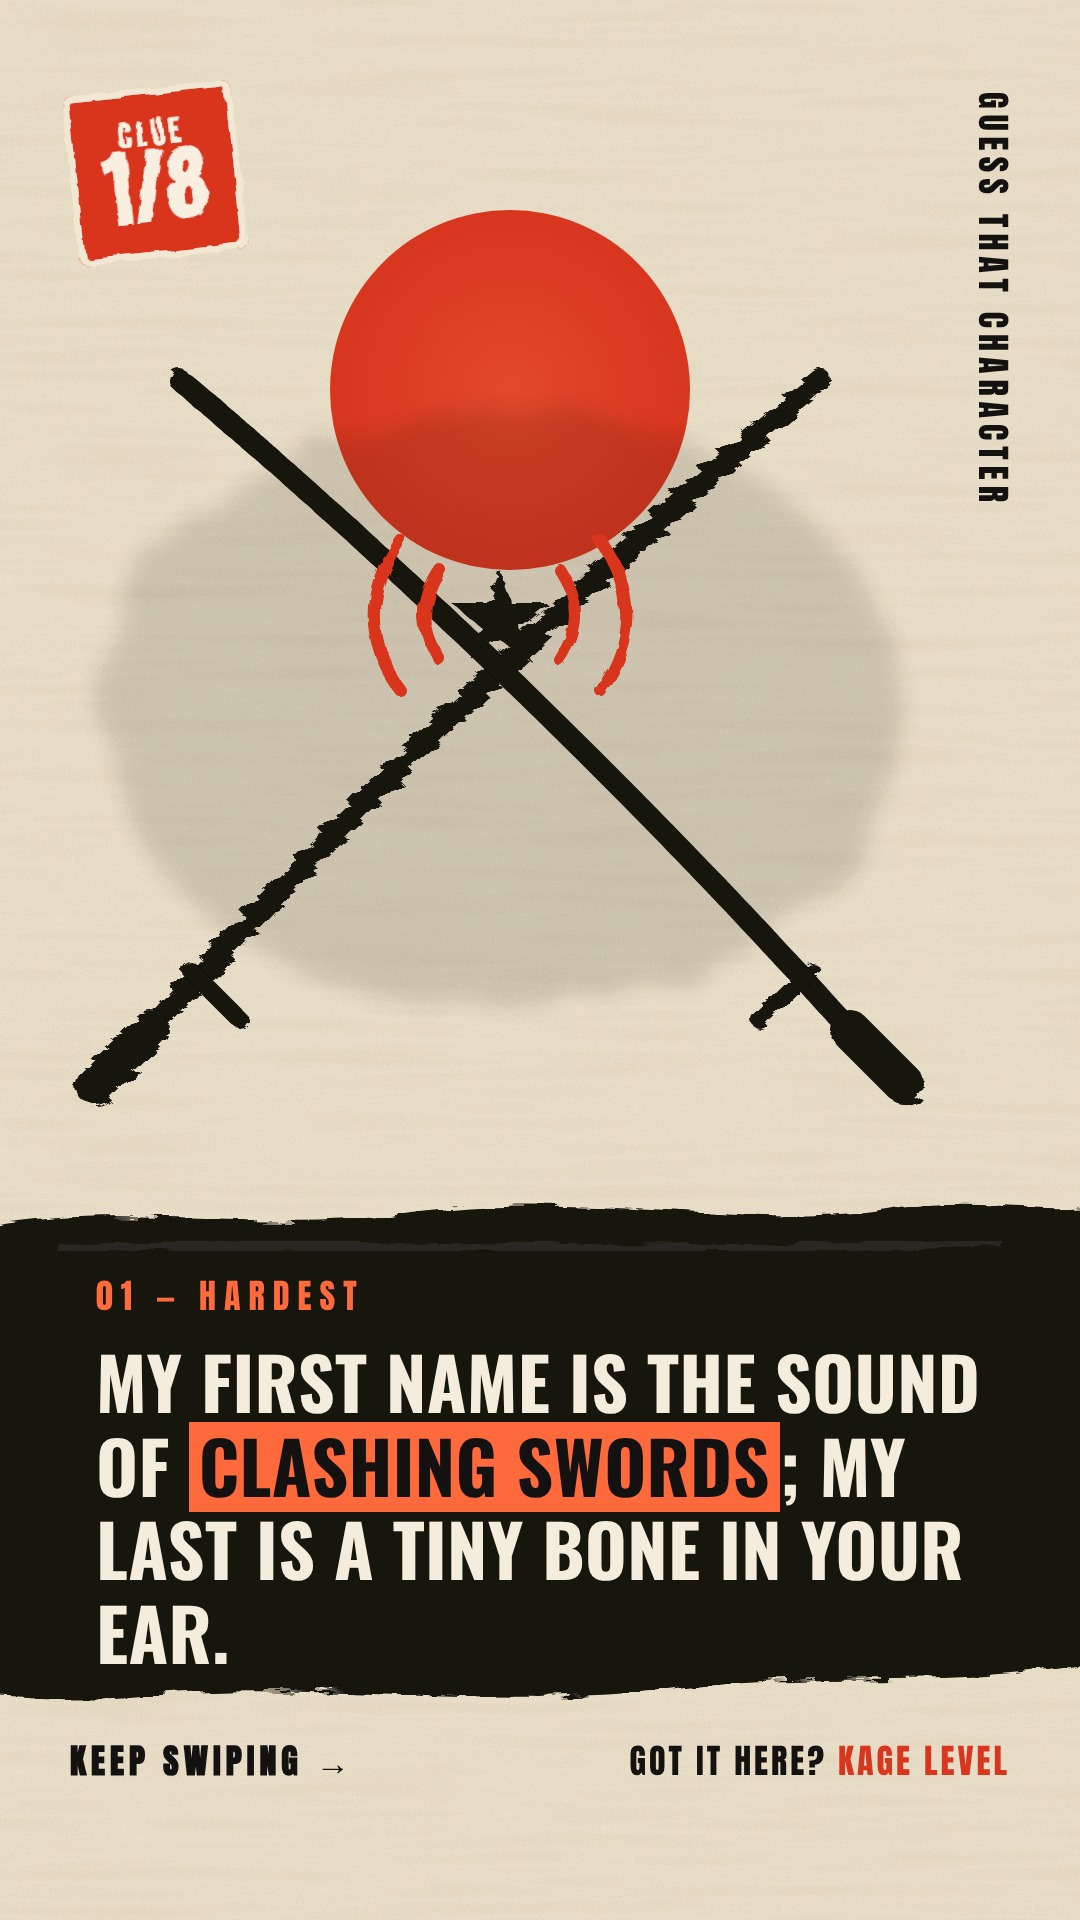 CLUE
1/8
GUESS THAT CHARACTER
01 – HARDEST
MY FIRST NAME IS THE SOUND
OF CLASHING SWORDS; MY
LAST IS A TINY BONE IN YOUR
EAR.
KEEP SWIPING →
GOT IT HERE? KAGE LEVEL